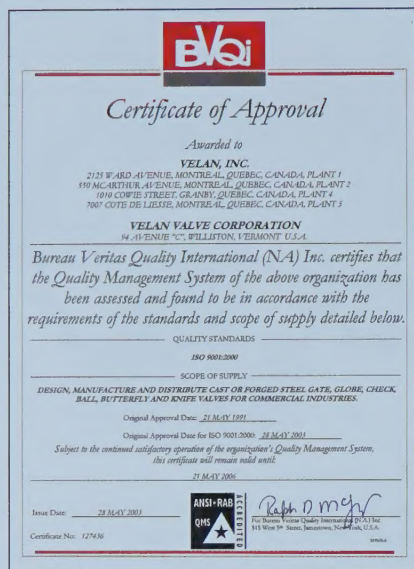 BVQi
Certificate of Approval
Awarded to
VELAN, INC.
2125 WARD AVENUE, MONTREAL, QUEBEC, CANADA, PLANT 1
550 MCARTHUR AVENUE, MONTREAL, QUEBEC, CANADA, PLANT 2
1010 COWIE STREET, GRANBY, QUEBEC, CANADA, PLANT 4
7007 COTE DE LIESSE, MONTREAL, QUEBEC, CANADA, PLANT 5
VELAN VALVE CORPORATION
94 AVENUE "C", WILLISTON, VERMONT U.S.A.
Bureau Veritas Quality International (N.A) Inc. certifies that
the Quality Management System of the above organization has
been assessed and found to be in accordance with the
requirements of the standards and scope of supply detailed below.
QUALITY STANDARDS
ISO 9001:2000
SCOPE OF SUPPLY
DESIGN, MANUFACTURE AND DISTRIBUTE CAST OR FORGED STEEL GATE, GLOBE, CHECK,
BALL, BUTTERFLY AND KNIFE VALVES FOR COMMERCIAL INDUSTRIES.
Original Approval Date: 21 MAY 1991
Original Approval Date for ISO 9001:2000: 28 MAY 2003
Subject to the continued satisfactory operation of the organization's Quality Management System,
this certificate will remain valid until:
21 MAY 2006
Issue Date: 28 MAY 2003
Certificate No: 127436
ANSI·RAB
QMS
ACCREDITED
For Bureau Veritas Quality International (N.A.) Inc.
515 West 5th Street, Jamestown, New York, U.S.A.